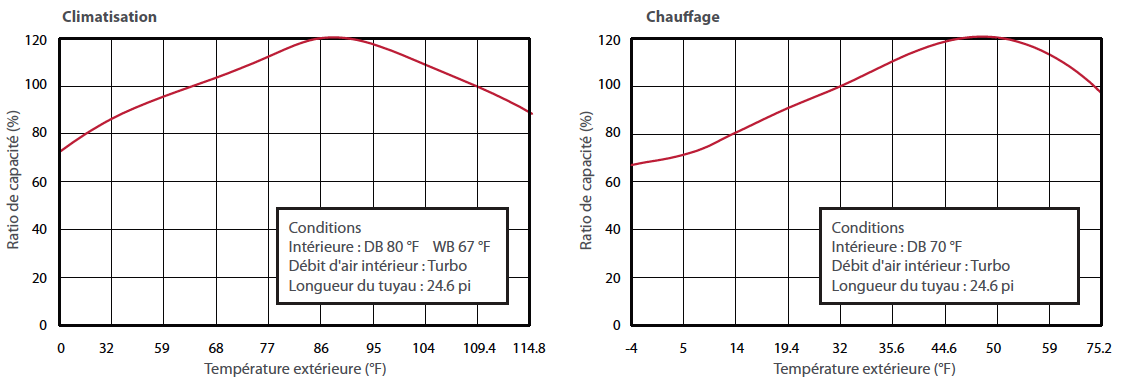 Climatisation
Ratio de capacité (%)
120
100
80
60
40
20
0
Conditions
Intérieure : DB 80 °F WB 67 °F
Débit d'air intérieur : Turbo
Longueur du tuyau : 24.6 pi
0 32 59 68 77 86 95 104 109.4 114.8
Température extérieure (°F)
Chauffage
Ratio de capacité (%)
120
100
80
60
40
20
0
Conditions
Intérieure : DB 70 °F
Débit d'air intérieur : Turbo
Longueur du tuyau : 24.6 pi
-4 5 14 19.4 32 35.6 44.6 50 59 75.2
Température extérieure (°F)